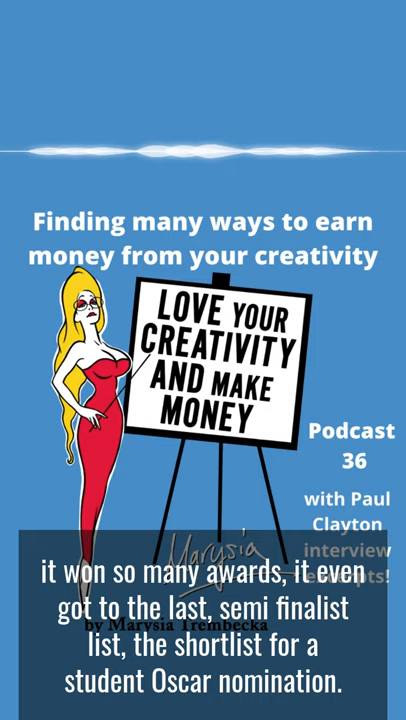 Finding many ways to earn
money from your creativity
LOVE YOUR
CREATIVITY
AND MAKE
MONEY
Podcast
36
with Paul
Clayton
interview
excerpts!
Marysia
by Marysia Trembecka
it won so many awards, it even
got to the last, semi finalist
list, the shortlist for a
student Oscar nomination.